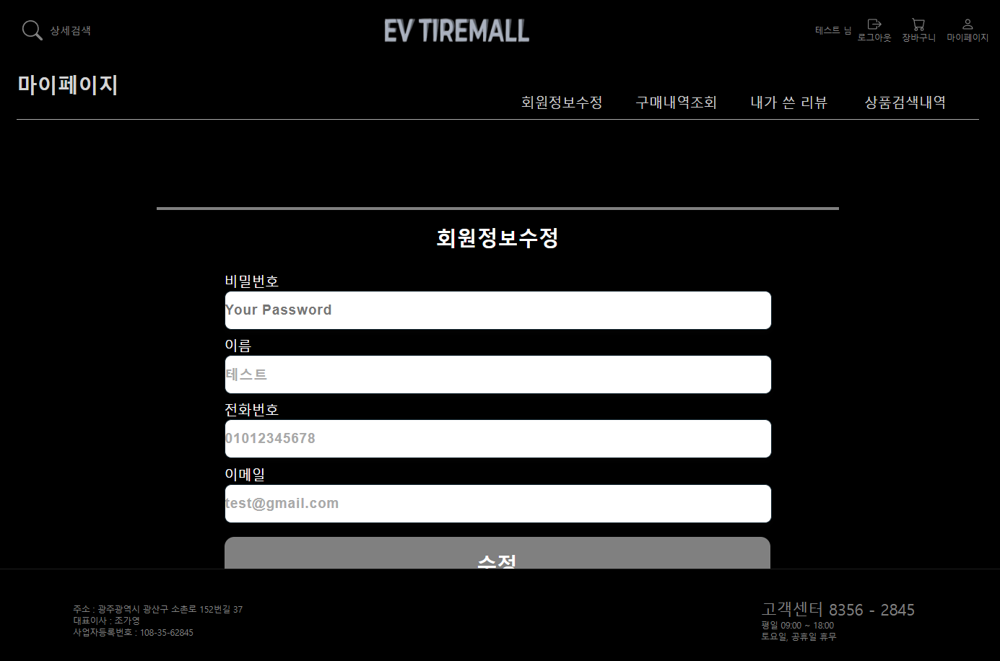 상세검색
EV TIREMALL
테스트 님
로그아웃
장바구니
마이페이지
마이페이지
회원정보수정
구매내역조회
내가 쓴 리뷰
상품검색내역
회원정보수정
비밀번호
Your Password
이름
테스트
전화번호
01012345678
이메일
test@gmail.com
수정
주소 : 광주광역시 광산구 소촌로 152번길 37
대표이사 : 조가영
사업자등록번호 : 108-35-62845
고객센터 8356 - 2845
평일 09:00 ~ 18:00
토요일, 공휴일 휴무